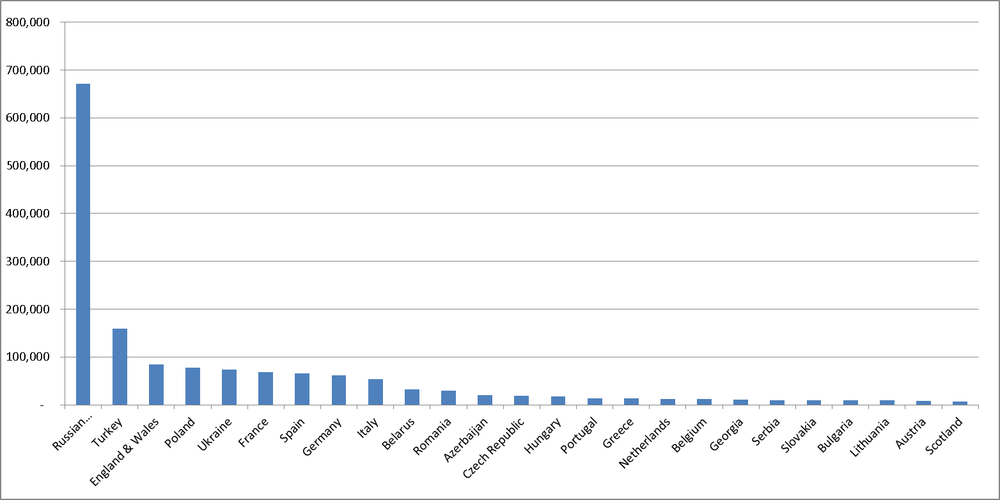 800,000
700,000
600,000
500,000
400,000
300,000
200,000
100,000
-
Russian...
Turkey
England & Wales
Poland
Ukraine
France
Spain
Germany
Italy
Belarus
Romania
Azerbaijan
Czech Republic
Hungary
Portugal
Greece
Netherlands
Belgium
Georgia
Serbia
Slovakia
Bulgaria
Lithuania
Austria
Scotland